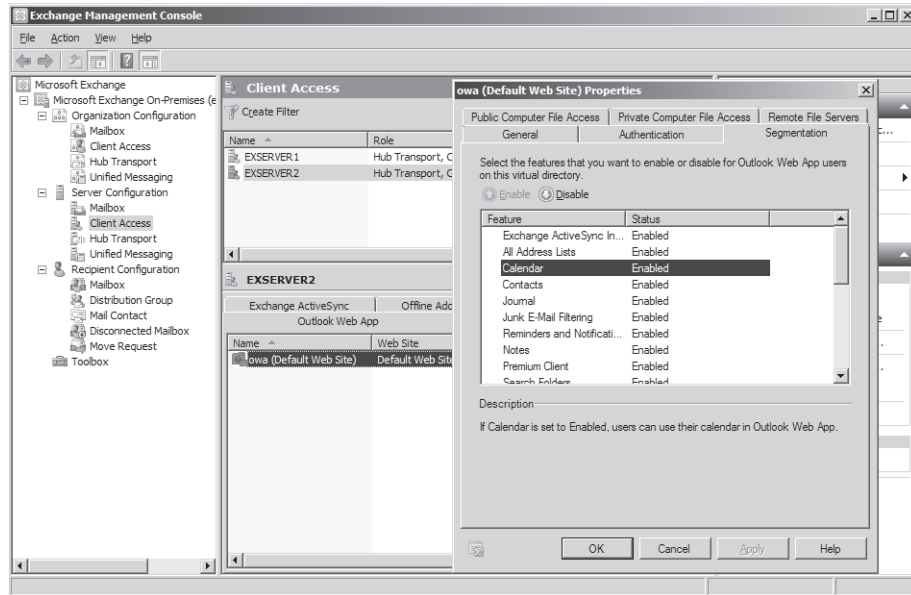 Exchange Management Console
File Action View Help
Microsoft Exchange
Microsoft Exchange On-Premises (e
Organization Configuration
Mailbox
Client Access
Hub Transport
Unified Messaging
Server Configuration
Mailbox
Client Access
Hub Transport
Unified Messaging
Recipient Configuration
Mailbox
Distribution Group
Mail Contact
Disconnected Mailbox
Move Request
Toolbox
Client Access
Create Filter
Name Role
EXSERVER1 Hub Transport, C
EXSERVER2 Hub Transport, C
EXSERVER2
Exchange ActiveSync Offline Add
Outlook Web App
Name Web Site
owa (Default Web Site) Default Web Site
owa (Default Web Site) Properties
Public Computer File Access Private Computer File Access Remote File Servers
General Authentication Segmentation
Select the features that you want to enable or disable for Outlook Web App users
on this virtual directory.
Enable Disable
Feature Status
Exchange ActiveSync In... Enabled
All Address Lists Enabled
Calendar Enabled
Contacts Enabled
Journal Enabled
Junk E-Mail Filtering Enabled
Reminders and Notificati... Enabled
Notes Enabled
Premium Client Enabled
Search Folders Enabled
Description
If Calendar is set to Enabled, users can use their calendar in Outlook Web App.
OK Cancel Apply Help